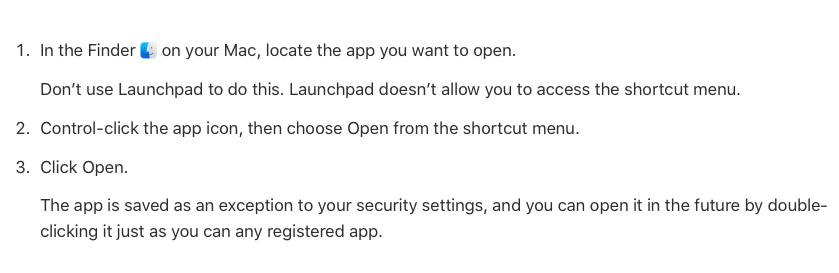 1. In the Finder on your Mac, locate the app you want to open.
Don’t use Launchpad to do this. Launchpad doesn’t allow you to access the shortcut menu.
2. Control-click the app icon, then choose Open from the shortcut menu.
3. Click Open.
The app is saved as an exception to your security settings, and you can open it in the future by double-
clicking it just as you can any registered app.